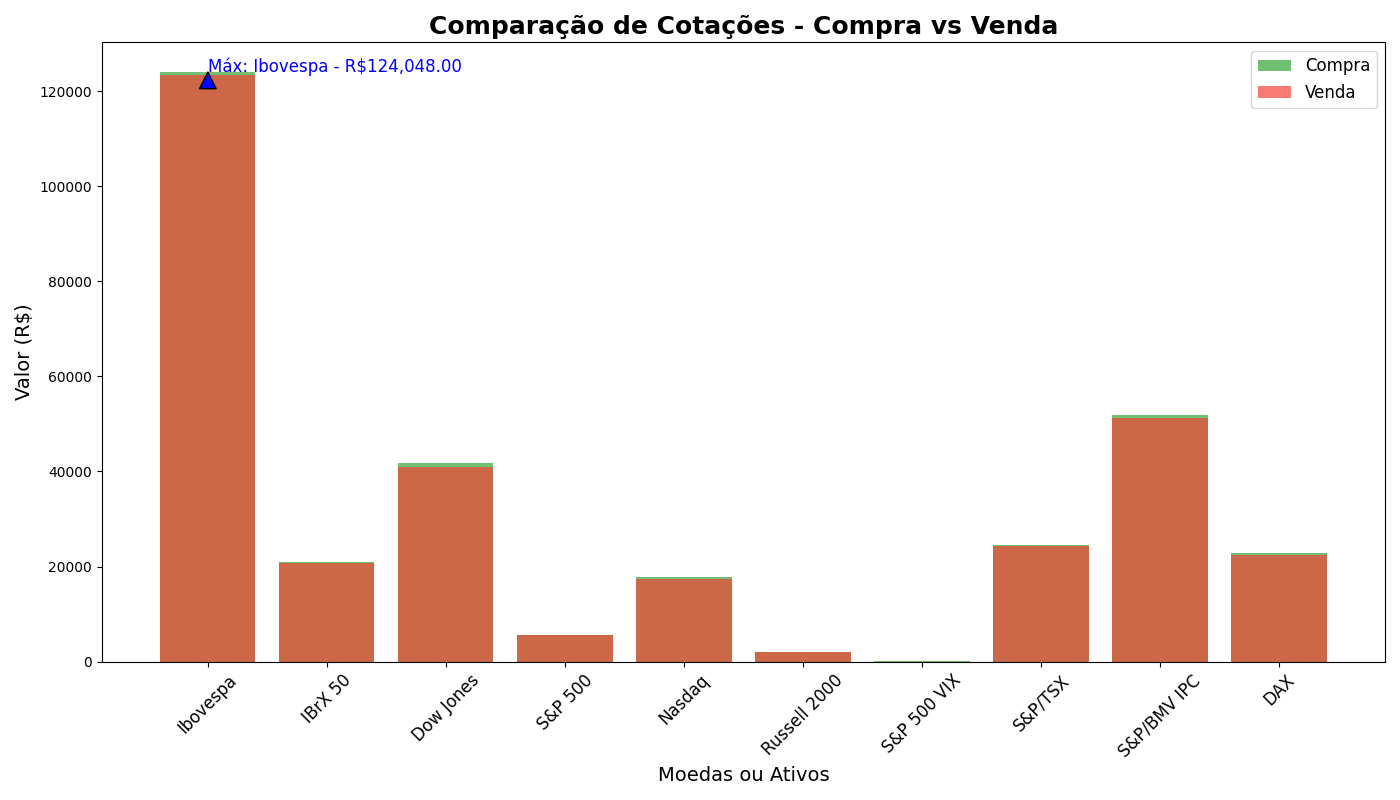 Comparação de Cotações - Compra vs Venda
Máx: Ibovespa - R$124,048.00
Compra
Venda
Valor (R$)
120000
100000
80000
60000
40000
20000
0
Ibovespa
IBrX 50
Dow Jones
S&P 500
Nasdaq
Russell 2000
S&P 500 VIX
S&P/TSX
S&P/BMV IPC
DAX
Moedas ou Ativos